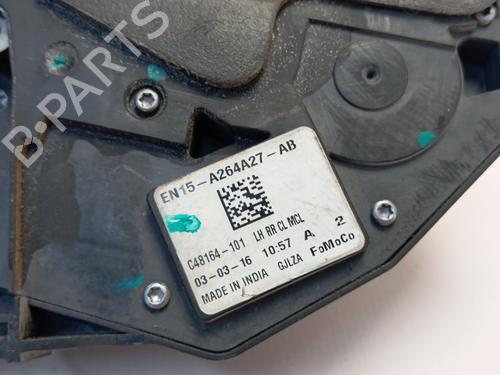 B-PARTS
EN15-A264A27-AB
C48164-101 LH RR CL MCL
03-03-16 10:57 A 2
MADE IN INDIA GJLZA FoMoCo